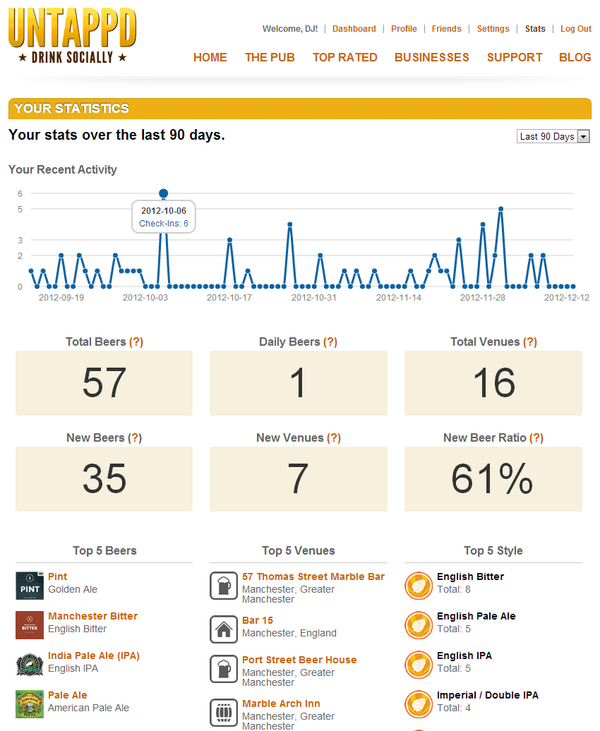 UNTAPPD
★ DRINK SOCIALLY ★
Welcome, DJ! | Dashboard | Profile | Friends | Settings | Stats | Log Out
HOME THE PUB TOP RATED BUSINESSES SUPPORT BLOG
YOUR STATISTICS
Your stats over the last 90 days.
Last 90 Days
Your Recent Activity
6
5
3
2
0
2012-10-06
Check-Ins: 6
2012-09-19 2012-10-03 2012-10-17 2012-10-31 2012-11-14 2012-11-28 2012-12-12
Total Beers (?) Daily Beers (?) Total Venues (?)
57 1 16
New Beers (?) New Venues (?) New Beer Ratio (?)
35 7 61%
Top 5 Beers
PINT
Pint
Golden Ale
BITTER
Manchester Bitter
English Bitter
India Pale Ale (IPA)
English IPA
Pale Ale
American Pale Ale
Top 5 Venues
57 Thomas Street Marble Bar
Manchester, Greater
Manchester
Bar 15
Manchester, England
Port Street Beer House
Manchester, Greater
Manchester
Marble Arch Inn
Manchester, Greater
Manchester
Top 5 Style
English Bitter
Total: 8
English Pale Ale
Total: 5
English IPA
Total: 5
Imperial / Double IPA
Total: 4